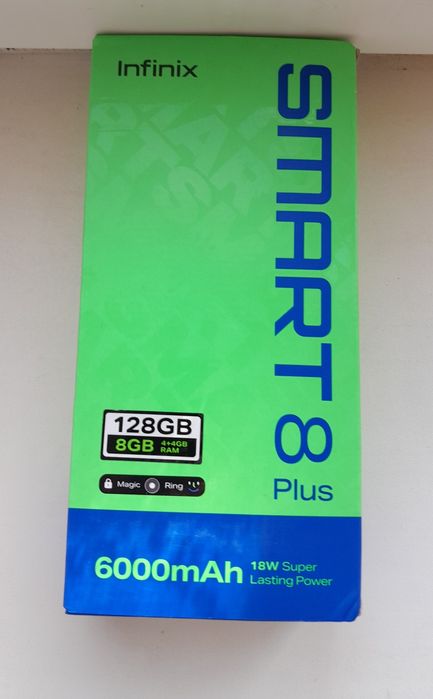 Infinix
SMART 8
Plus
128GB
8GB 4+4GB RAM
Magic Ring
6000mAh
18W Super
Lasting Power